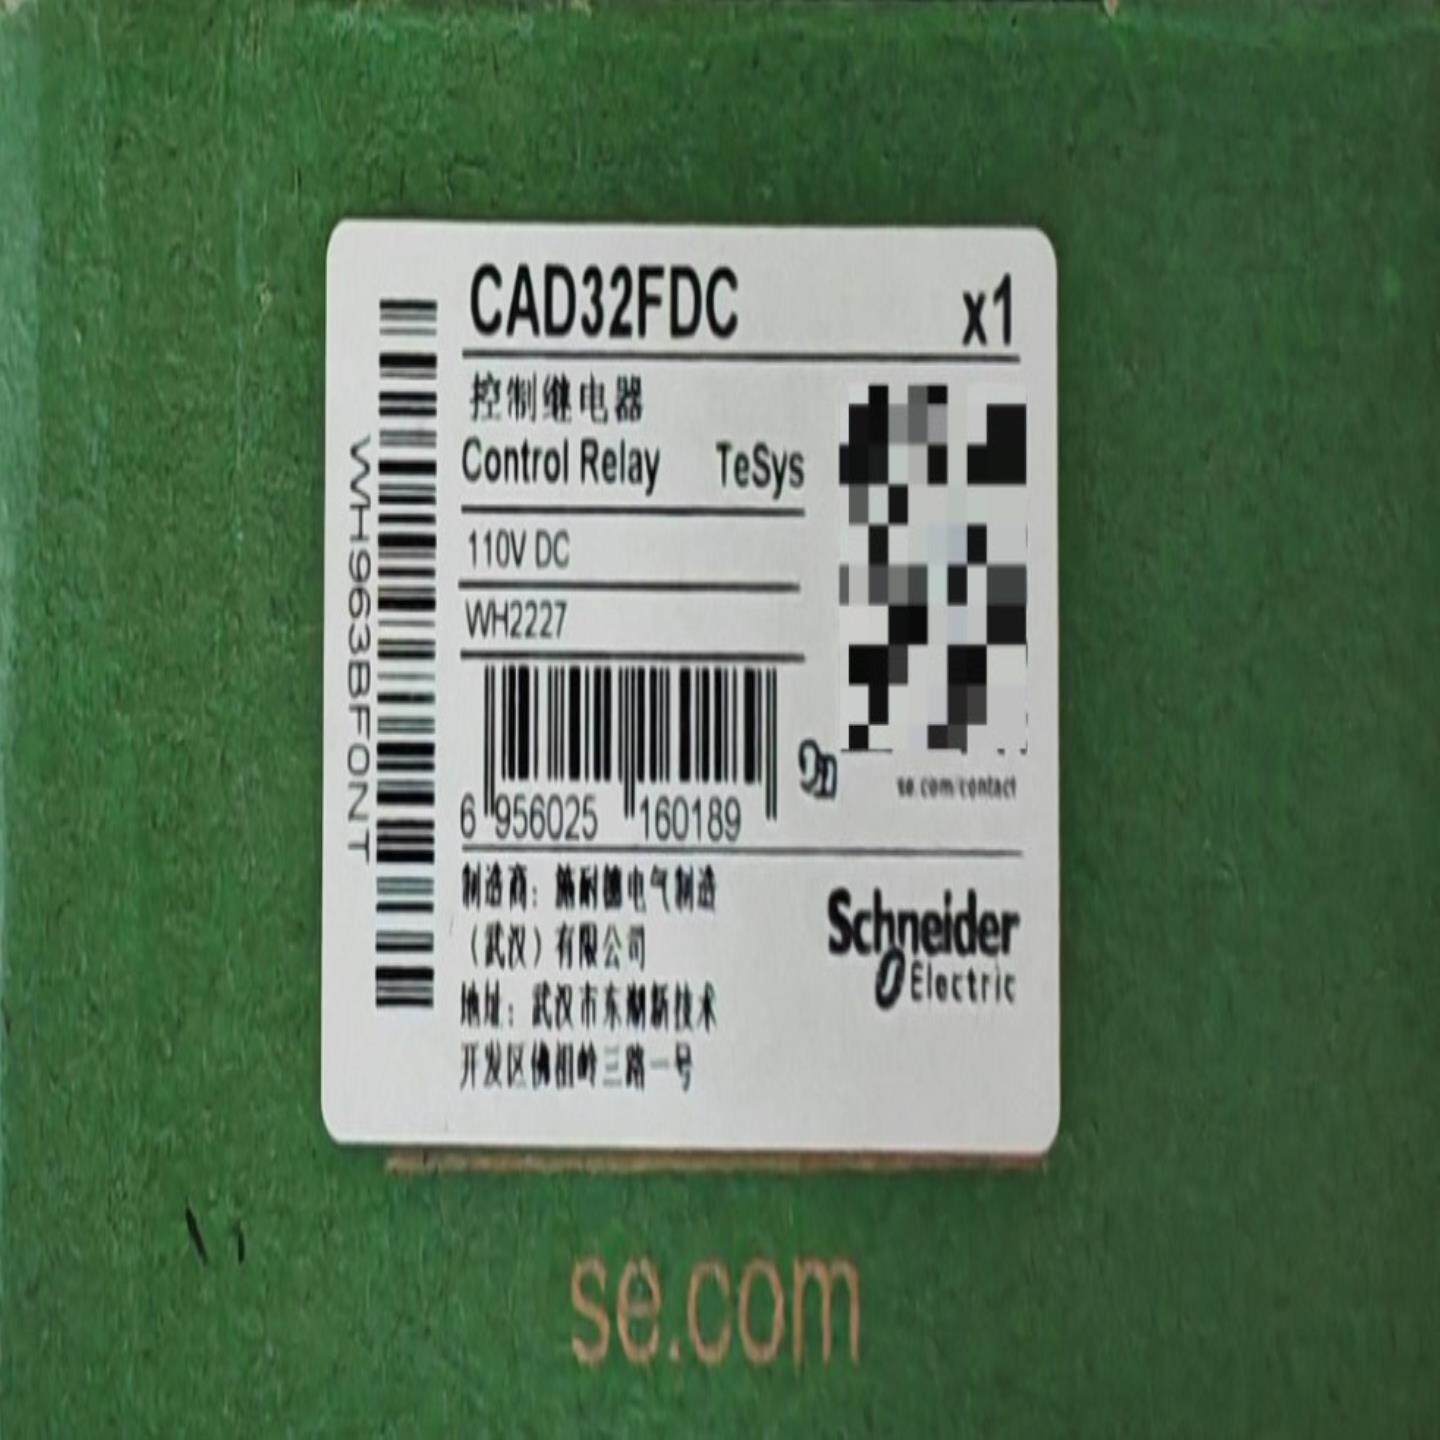 CAD32FDC x1
控制继电器
Control Relay TeSys
110V DC
WH2227
6 956025 160189
se.com/contact
WH963BF0NT
制造商：施耐德电气制造
（武汉）有限公司
地址：武汉市东湖新技术
开发区佛祖岭三路一号
Schneider
Electric
se.com